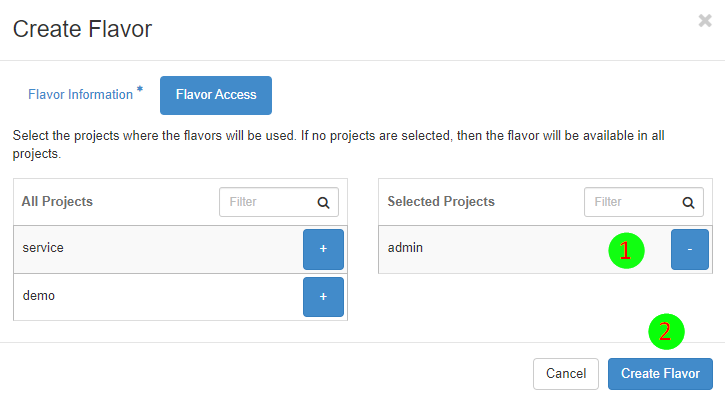 Create Flavor ×
Flavor Information * Flavor Access
Select the projects where the flavors will be used. If no projects are selected, then the flavor will be available in all
projects.
All Projects Filter
service +
demo +
Selected Projects Filter
admin 1 -
2
Cancel Create Flavor